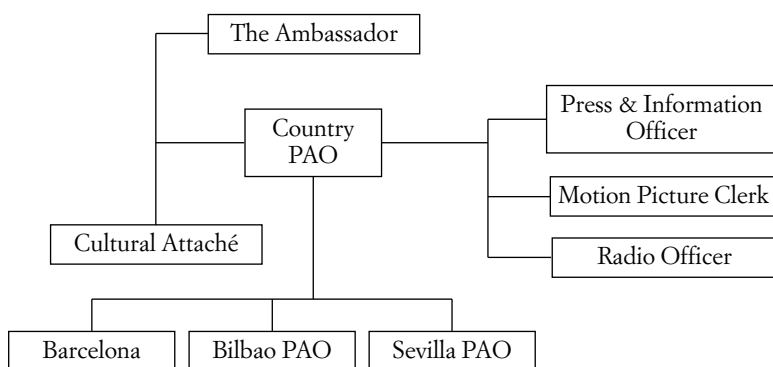 The Ambassador
Country
PAO
Press & Information
Officer
Motion Picture Clerk
Cultural Attaché
Radio Officer
Barcelona
Bilbao PAO
Sevilla PAO